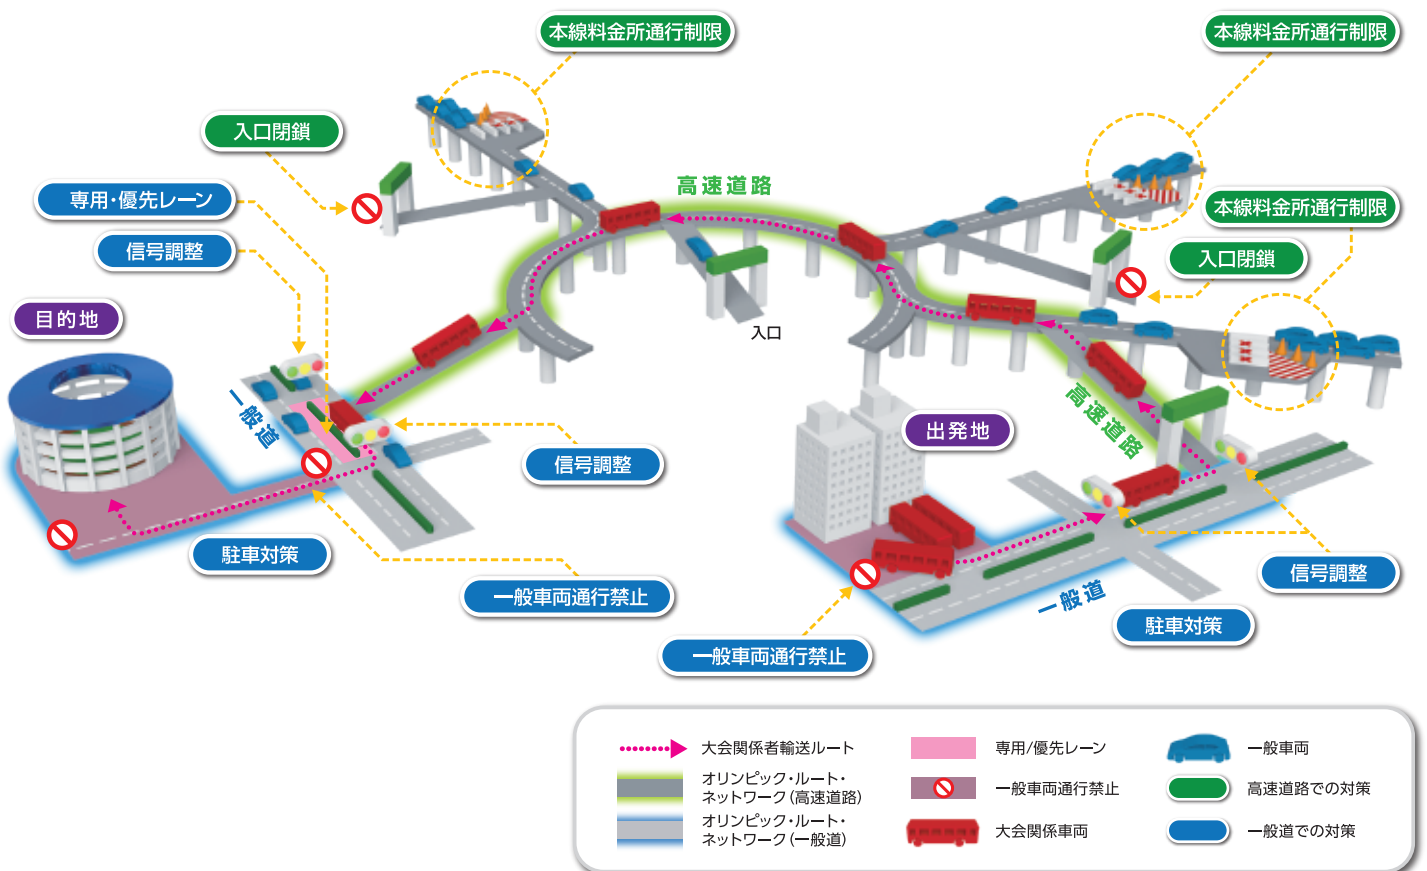 本線料金所通行制限
本線料金所通行制限
入口閉鎖
高速道路
専用・優先レーン
本線料金所通行制限
信号調整
入口閉鎖
目的地
入口
一般道
高速道路
出発地
信号調整
駐車対策
信号調整
一般車両通行禁止
一般道
駐車対策
一般車両通行禁止
大会関係者輸送ルート
オリンピック・ルート・
ネットワーク(高速道路)
オリンピック・ルート・
ネットワーク(一般道)
専用/優先レーン
一般車両通行禁止
大会関係車両
一般車両
高速道路での対策
一般道での対策